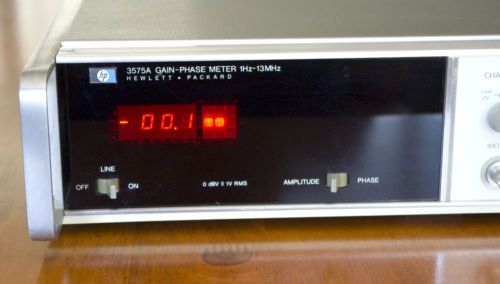 hp
3575A GAIN-PHASE METER 1Hz-13MHz
HEWLETT • PACKARD
- 00.1
LINE
OFF ON
0 dBV = 1V RMS
AMPLITUDE PHASE
CHA